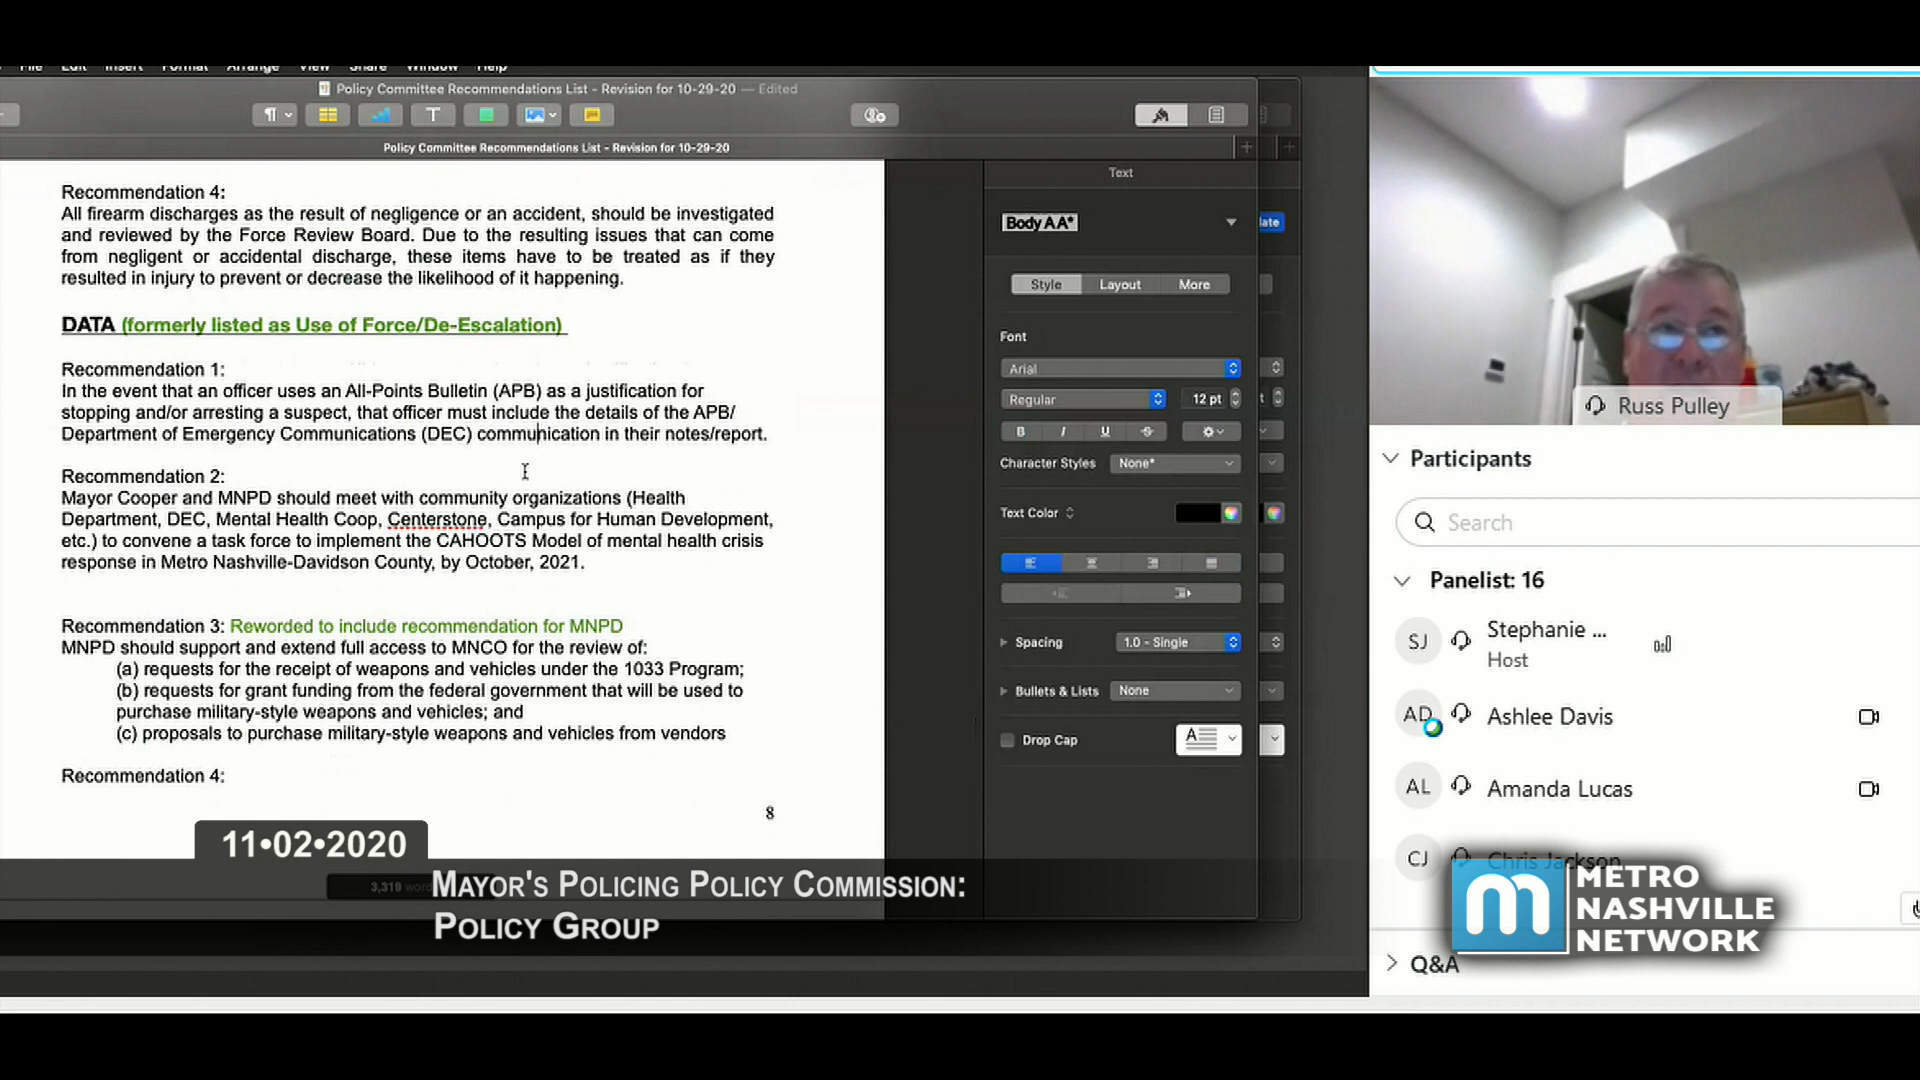 File Edit Insert Format Arrange View Share Window Help
Policy Committee Recommendations List - Revision for 10-29-20 — Edited
Policy Committee Recommendations List - Revision for 10-29-20
Recommendation 4:
All firearm discharges as the result of negligence or an accident, should be investigated
and reviewed by the Force Review Board. Due to the resulting issues that can come
from negligent or accidental discharge, these items have to be treated as if they
resulted in injury to prevent or decrease the likelihood of it happening.
DATA (formerly listed as Use of Force/De-Escalation)
Recommendation 1:
In the event that an officer uses an All-Points Bulletin (APB) as a justification for
stopping and/or arresting a suspect, that officer must include the details of the APB/
Department of Emergency Communications (DEC) communication in their notes/report.
Recommendation 2:
Mayor Cooper and MNPD should meet with community organizations (Health
Department, DEC, Mental Health Coop, Centerstone, Campus for Human Development,
etc.) to convene a task force to implement the CAHOOTS Model of mental health crisis
response in Metro Nashville-Davidson County, by October, 2021.
Recommendation 3: Reworded to include recommendation for MNPD
MNPD should support and extend full access to MNCO for the review of:
(a) requests for the receipt of weapons and vehicles under the 1033 Program;
(b) requests for grant funding from the federal government that will be used to
purchase military-style weapons and vehicles; and
(c) proposals to purchase military-style weapons and vehicles from vendors
Recommendation 4:
8
Text
Body AA*
Style Layout More
Font
Arial
Regular 12 pt
B I U S
Character Styles None*
Text Color
Spacing 1.0 - Single
Bullets & Lists None
Drop Cap
Russ Pulley
Participants
Search
Panelist: 16
SJ Stephanie ...
Host
AD Ashlee Davis
AL Amanda Lucas
CJ Chris Jackson
Q&A
11•02•2020
3,319
MAYOR'S POLICING POLICY COMMISSION:
POLICY GROUP
m METRO
NASHVILLE
NETWORK